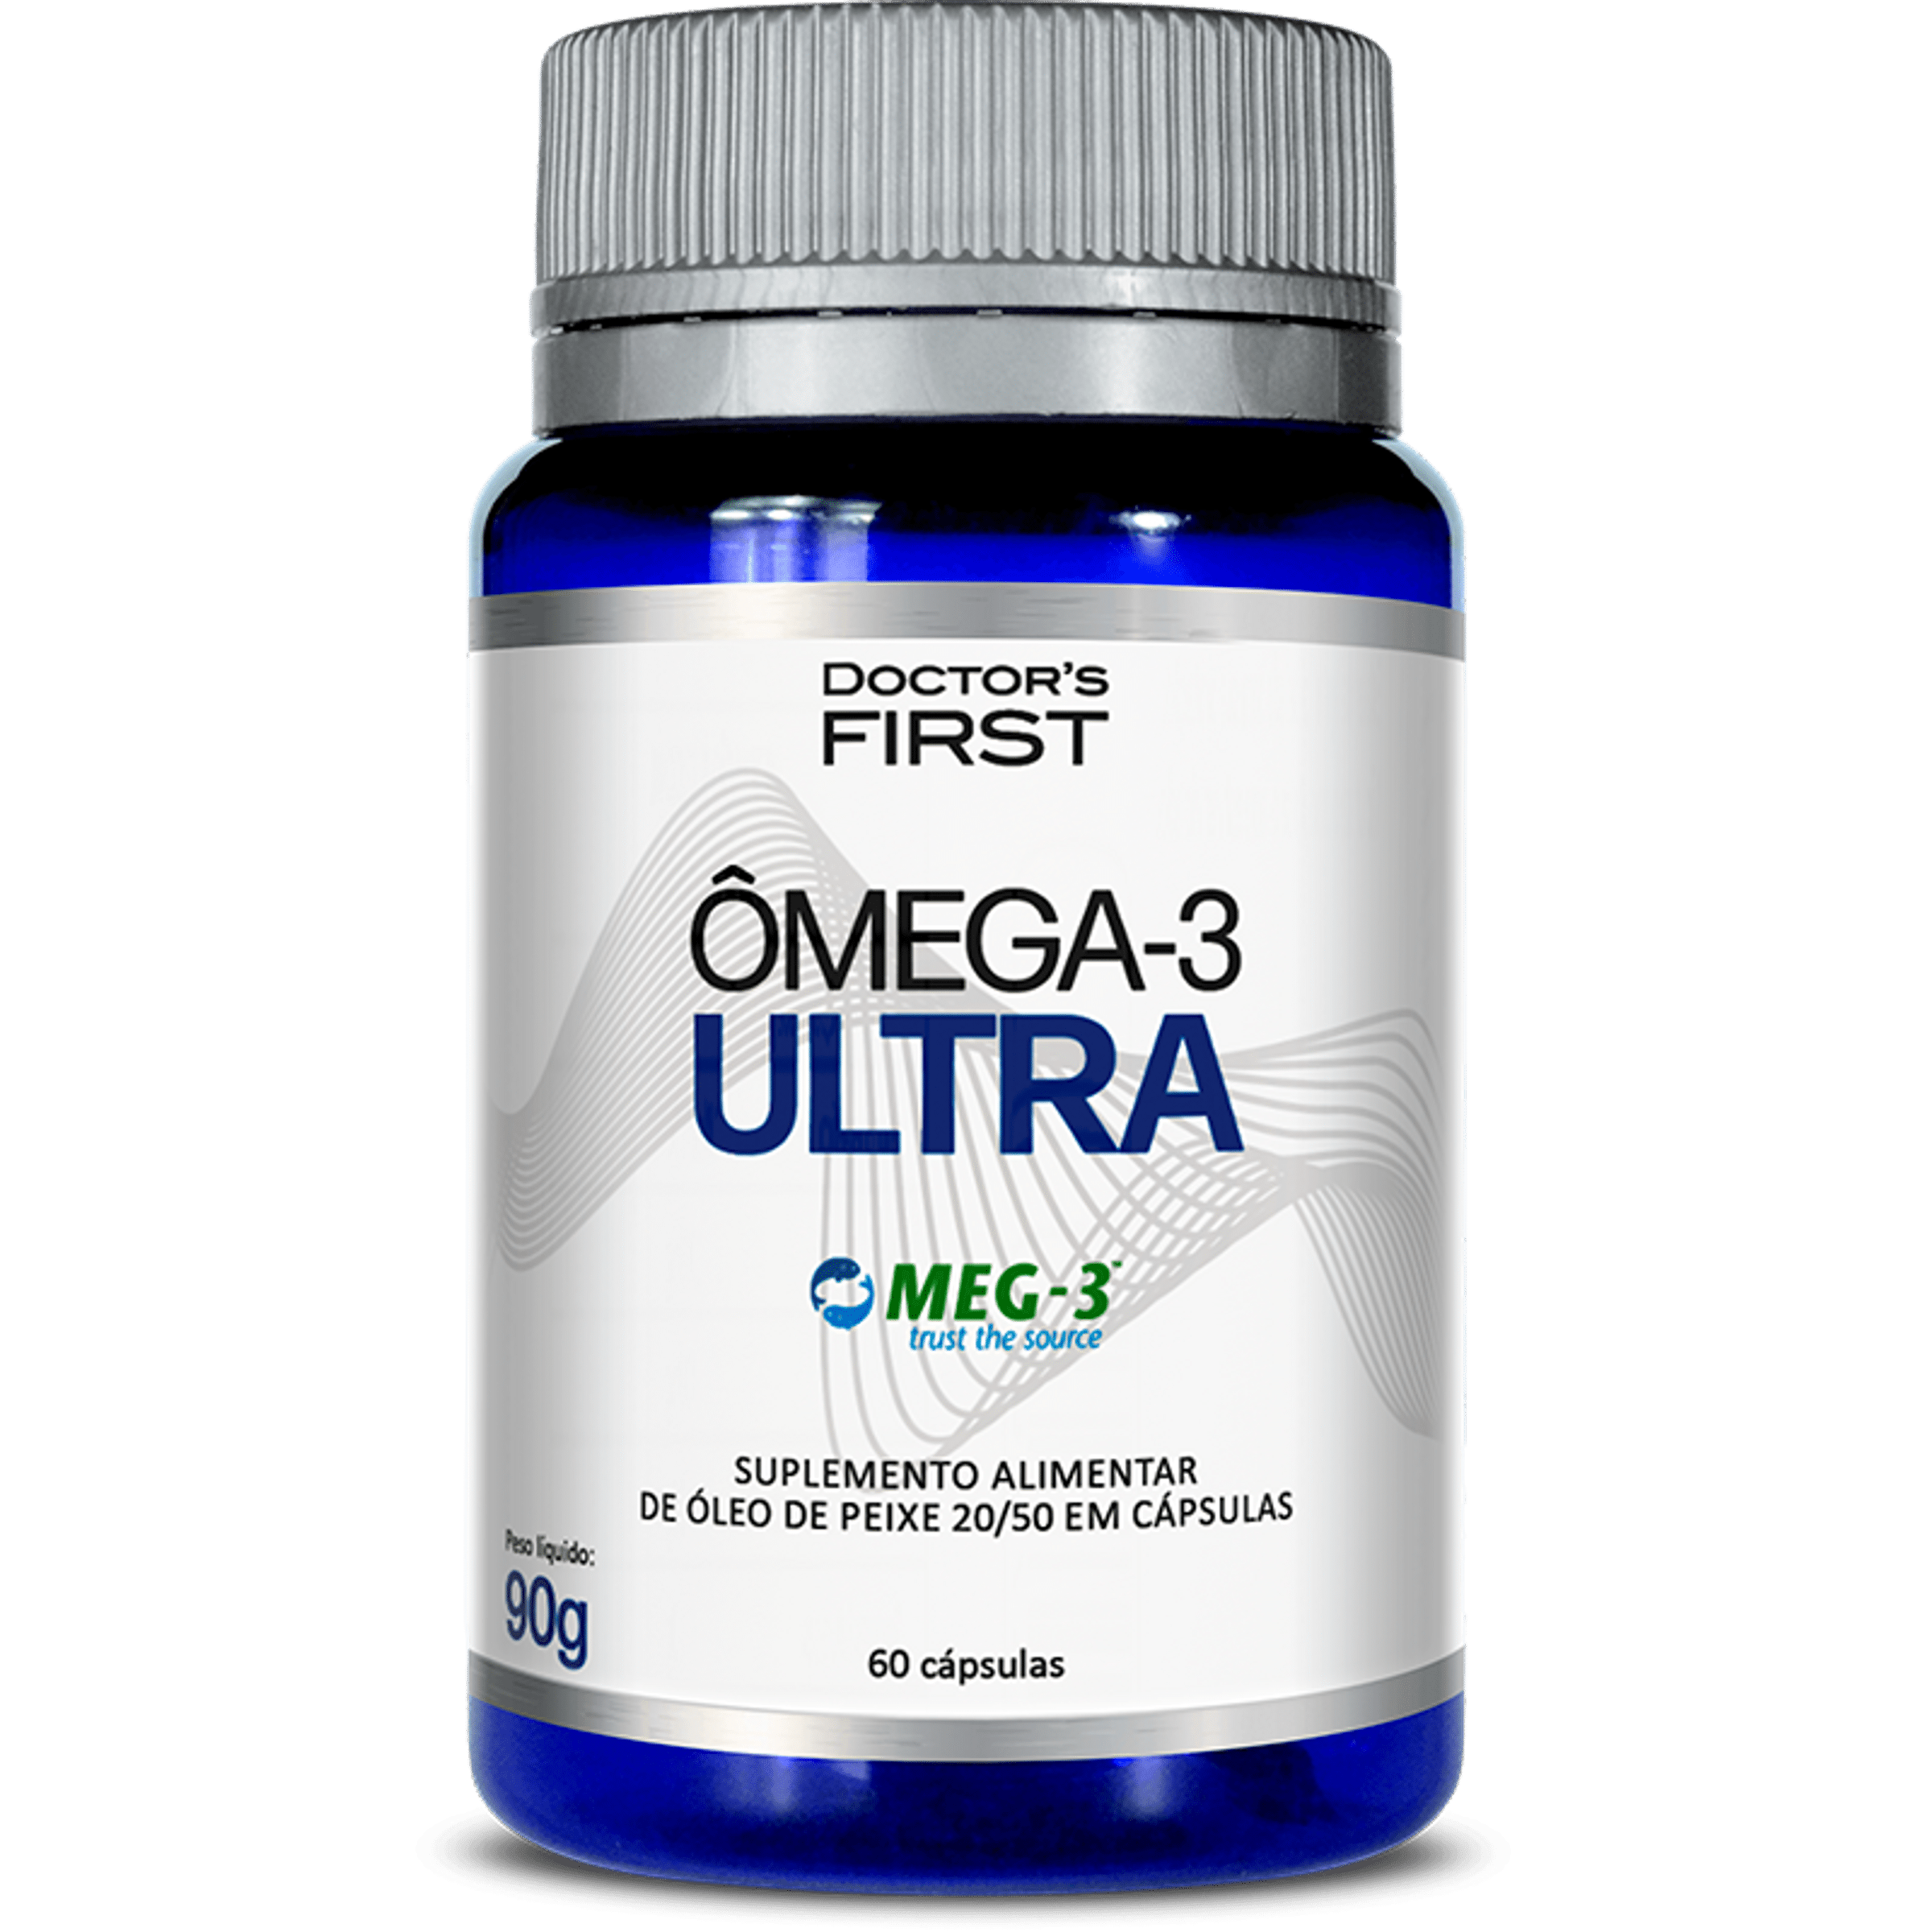 DOCTOR'S
FIRST
ÔMEGA-3
ULTRA
MEG-3™
trust the source
SUPLEMENTO ALIMENTAR
DE ÓLEO DE PEIXE 20/50 EM CÁPSULAS
Peso líquido:
90g
60 cápsulas